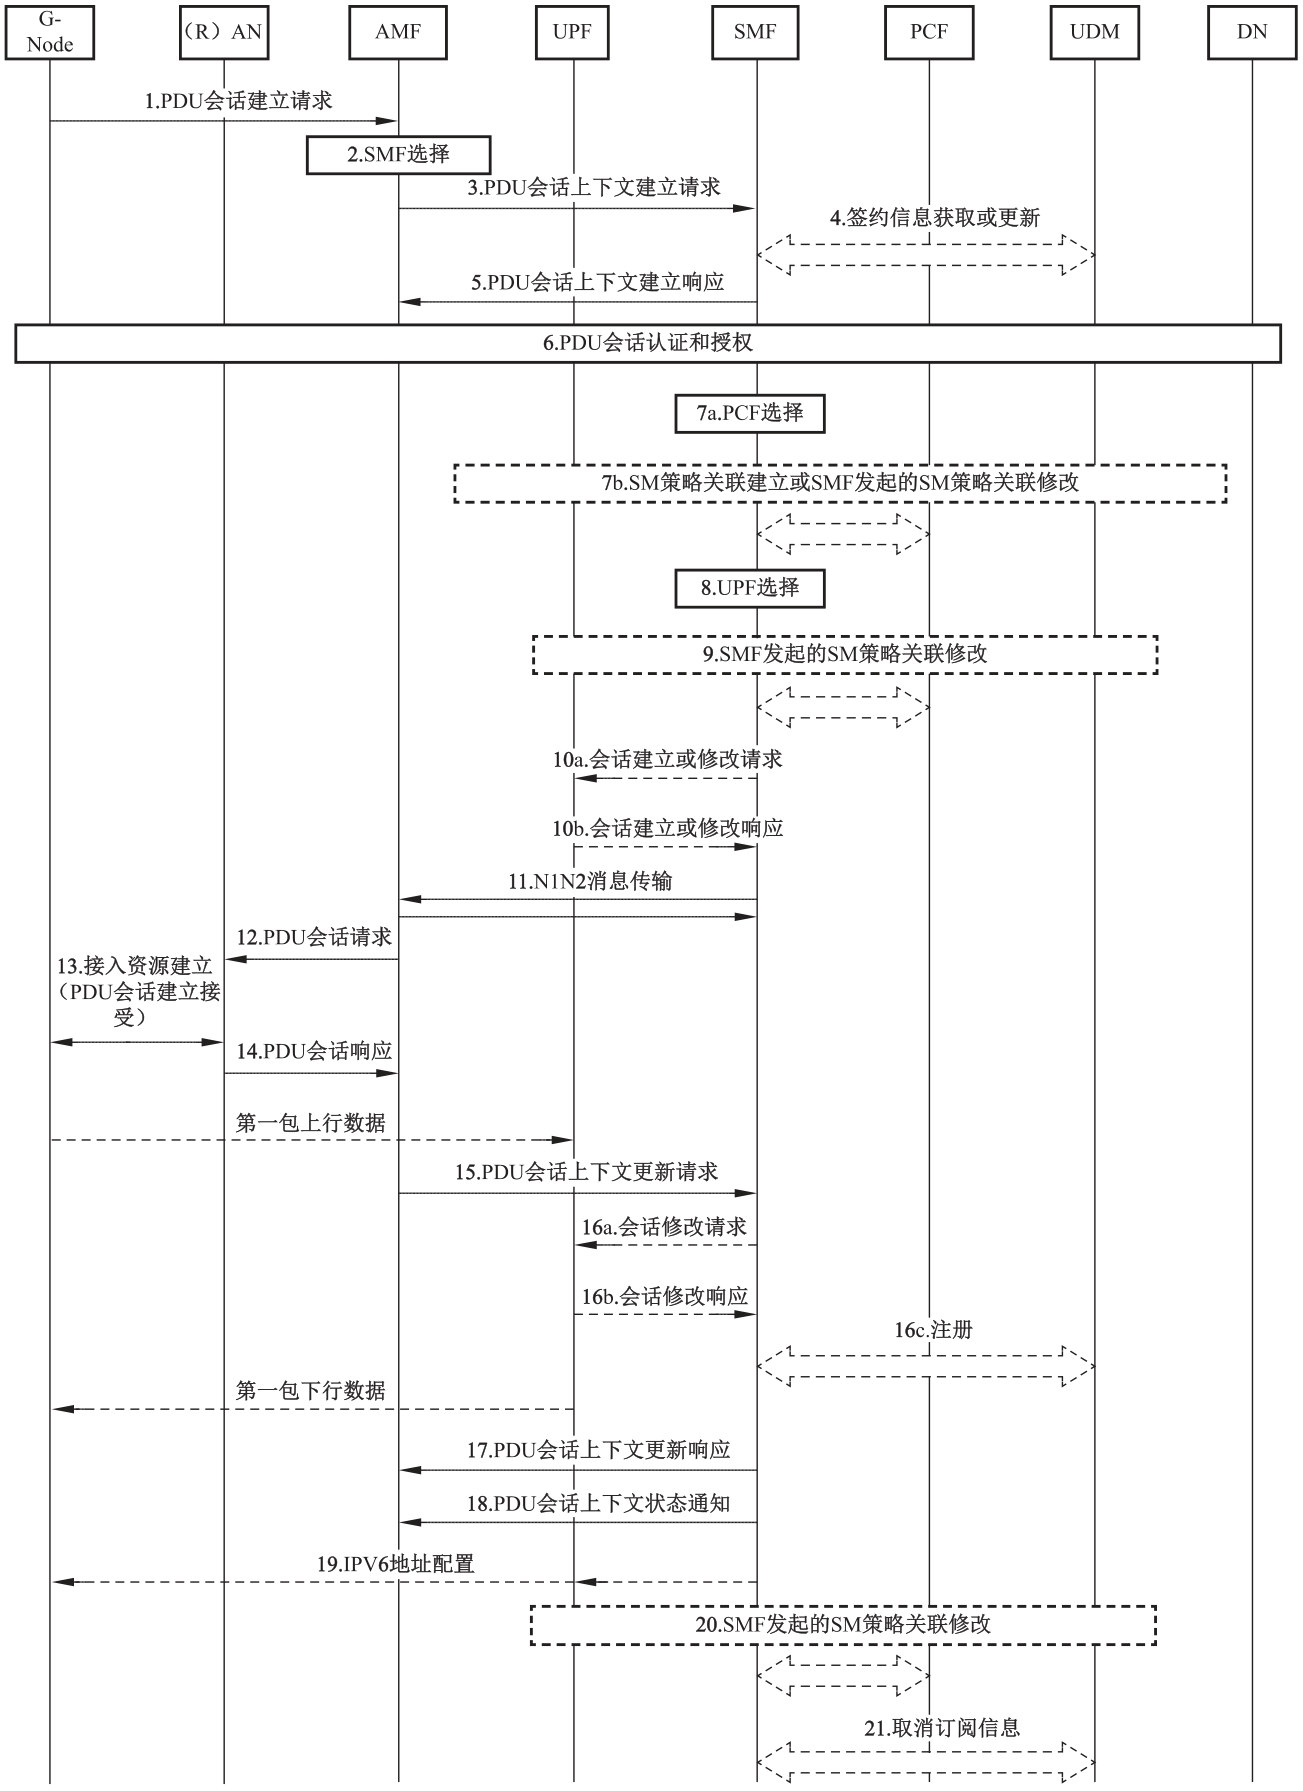 G-
Node
（R）AN
AMF
UPF
SMF
PCF
UDM
DN
1.PDU会话建立请求
2.SMF选择
3.PDU会话上下文建立请求
4.签约信息获取或更新
5.PDU会话上下文建立响应
6.PDU会话认证和授权
7a.PCF选择
7b.SM策略关联建立或SMF发起的SM策略关联修改
8.UPF选择
9.SMF发起的SM策略关联修改
10a.会话建立或修改请求
10b.会话建立或修改响应
11.N1N2消息传输
12.PDU会话请求
13.接入资源建立
（PDU会话建立接
受）
14.PDU会话响应
第一包上行数据
15.PDU会话上下文更新请求
16a.会话修改请求
16b.会话修改响应
16c.注册
第一包下行数据
17.PDU会话上下文更新响应
18.PDU会话上下文状态通知
19.IPV6地址配置
20.SMF发起的SM策略关联修改
21.取消订阅信息